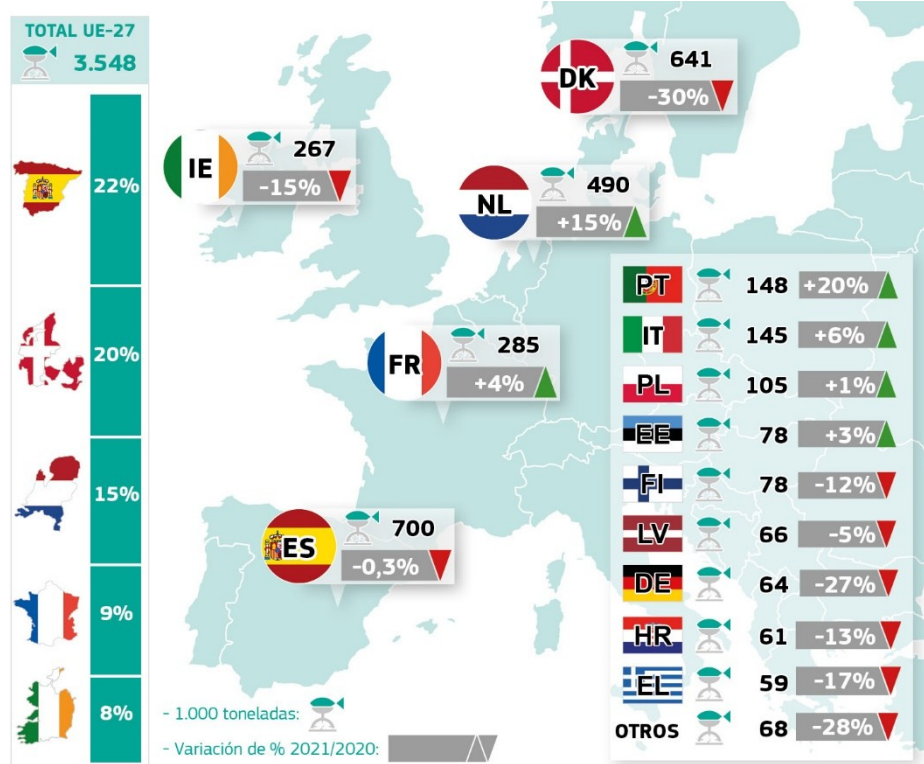 TOTAL UE-27
3.548
22%
20%
15%
9%
8%
DK
641
-30%
IE
267
-15%
NL
490
+15%
FR
285
+4%
ES
700
-0,3%
PT 148 +20%
IT 145 +6%
PL 105 +1%
EE 78 +3%
FI 78 -12%
LV 66 -5%
DE 64 -27%
HR 61 -13%
EL 59 -17%
OTROS 68 -28%
- 1.000 toneladas:
- Variación de % 2021/2020: